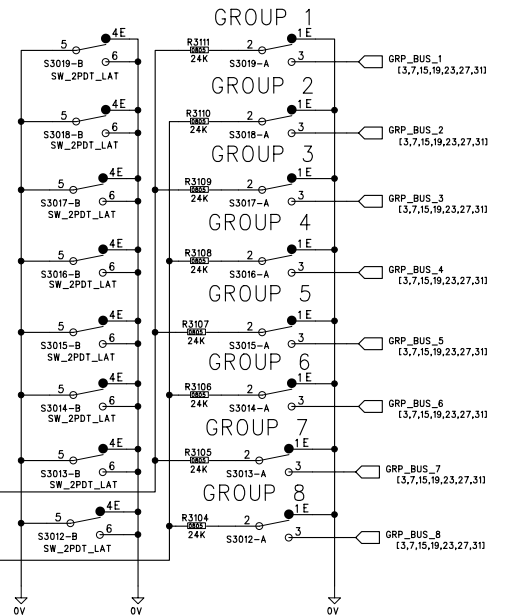 GROUP 1
5 4E 6
S3019-B
SW_2PDT_LAT
R3111 0805 24K
2 1E 3
S3019-A
GRP_BUS_1
[3,7,15,19,23,27,31]
GROUP 2
5 4E 6
S3018-B
SW_2PDT_LAT
R3110 0805 24K
2 1E 3
S3018-A
GRP_BUS_2
[3,7,15,19,23,27,31]
GROUP 3
5 4E 6
S3017-B
SW_2PDT_LAT
R3109 0805 24K
2 1E 3
S3017-A
GRP_BUS_3
[3,7,15,19,23,27,31]
GROUP 4
5 4E 6
S3016-B
SW_2PDT_LAT
R3108 0805 24K
2 1E 3
S3016-A
GRP_BUS_4
[3,7,15,19,23,27,31]
GROUP 5
5 4E 6
S3015-B
SW_2PDT_LAT
R3107 0805 24K
2 1E 3
S3015-A
GRP_BUS_5
[3,7,15,19,23,27,31]
GROUP 6
5 4E 6
S3014-B
SW_2PDT_LAT
R3106 0805 24K
2 1E 3
S3014-A
GRP_BUS_6
[3,7,15,19,23,27,31]
GROUP 7
5 4E 6
S3013-B
SW_2PDT_LAT
R3105 0805 24K
2 1E 3
S3013-A
GRP_BUS_7
[3,7,15,19,23,27,31]
GROUP 8
5 4E 6
S3012-B
SW_2PDT_LAT
R3104 0805 24K
2 1E 3
S3012-A
GRP_BUS_8
[3,7,15,19,23,27,31]
0V 0V 0V